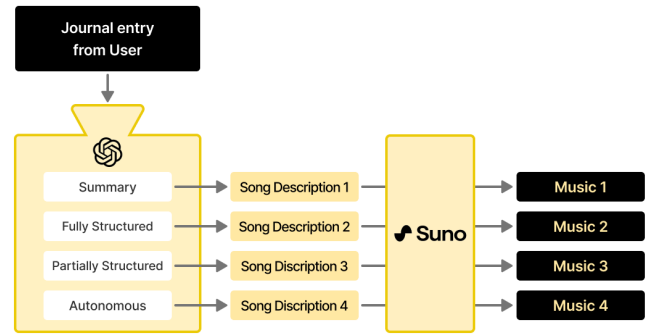 Journal entry
from User
Summary
Song Description 1
Music 1
Fully Structured
Song Description 2
Music 2
Suno
Partially Structured
Song Discription 3
Music 3
Autonomous
Song Discription 4
Music 4